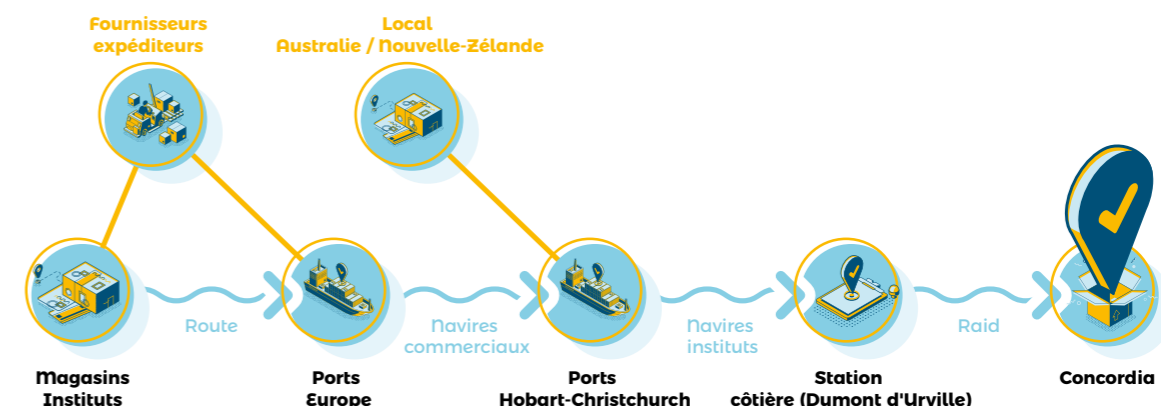 Fournisseurs
expéditeurs
Local
Australie / Nouvelle-Zélande
Route
Navires
commerciaux
Navires
instituts
Raid
Magasins
Instituts
Ports
Europe
Ports
Hobart-Christchurch
Station
côtière (Dumont d'Urville)
Concordia